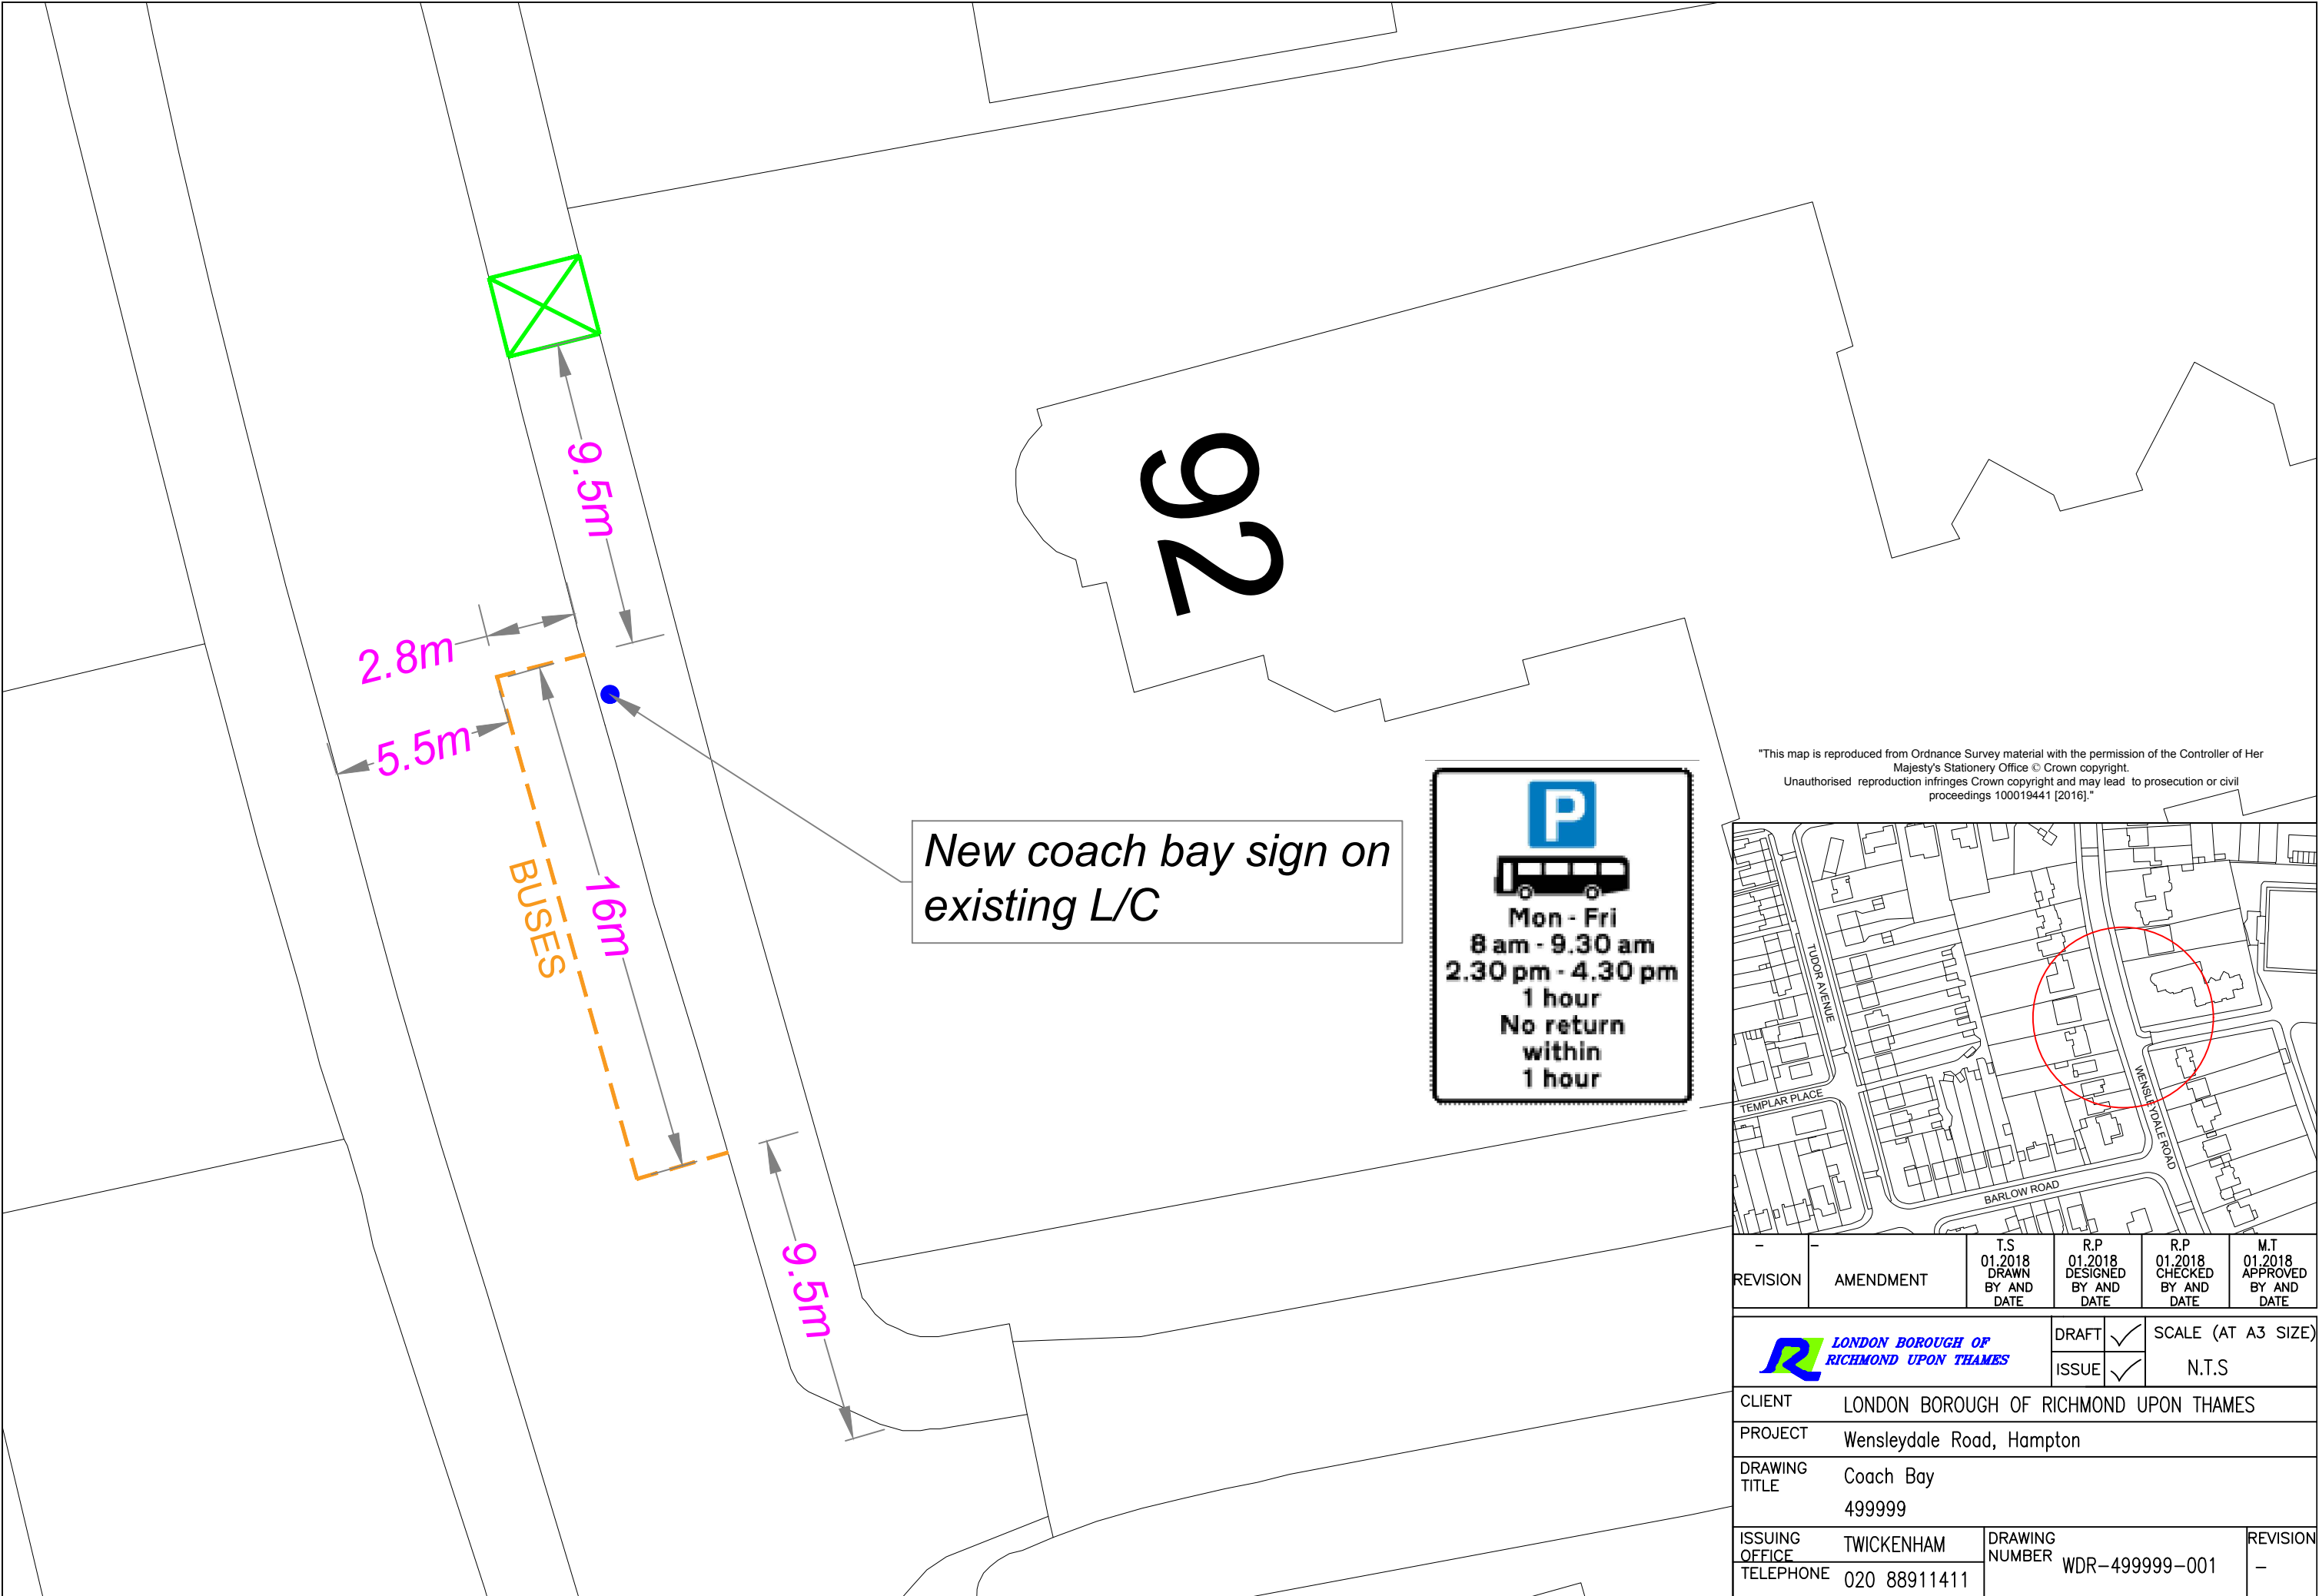 92
9.5m
2.8m
5.5m
16m
BUSES
9.5m
New coach bay sign on
existing L/C
P
Mon - Fri
8 am - 9.30 am
2.30 pm - 4.30 pm
1 hour
No return
within
1 hour
"This map is reproduced from Ordnance Survey material with the permission of the Controller of Her
Majesty's Stationery Office © Crown copyright.
Unauthorised reproduction infringes Crown copyright and may lead to prosecution or civil
proceedings 100019441 [2016]."
TUDOR AVENUE
TEMPLAR PLACE
WENSLEYDALE ROAD
BARLOW ROAD
-
-
REVISION
AMENDMENT
T.S
01.2018
DRAWN
BY AND
DATE
R.P
01.2018
DESIGNED
BY AND
DATE
R.P
01.2018
CHECKED
BY AND
DATE
M.T
01.2018
APPROVED
BY AND
DATE
LONDON BOROUGH OF
RICHMOND UPON THAMES
DRAFT ✓
ISSUE ✓
SCALE (AT A3 SIZE)
N.T.S
CLIENT
LONDON BOROUGH OF RICHMOND UPON THAMES
PROJECT
Wensleydale Road, Hampton
DRAWING
TITLE
Coach Bay
499999
ISSUING
OFFICE
TWICKENHAM
TELEPHONE
020 88911411
DRAWING
NUMBER
WDR-499999-001
REVISION
-